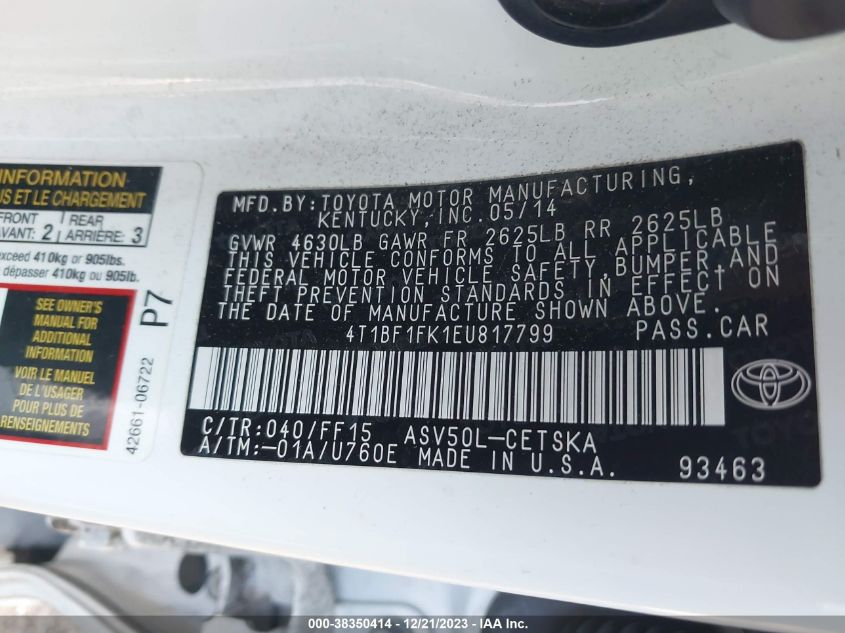 INFORMATION
US ET LE CHARGEMENT
FRONT
AVANT: 2
REAR
ARRIÈRE: 3
exceed 410kg or 905lbs.
dépasser 410kg ou 905lb.
SEE OWNER'S
MANUAL FOR
ADDITIONAL
INFORMATION
VOIR LE MANUEL
DE L'USAGER
POUR PLUS DE
RENSEIGNEMENTS
P7
42661-06722
MFD.BY:TOYOTA MOTOR MANUFACTURING,
KENTUCKY,INC.05/14
GVWR 4630LB GAWR FR 2625LB RR 2625LB
THIS VEHICLE CONFORMS TO ALL APPLICABLE
FEDERAL MOTOR VEHICLE SAFETY,BUMPER AND
THEFT PREVENTION STANDARDS IN EFFECT ON
THE DATE OF MANUFACTURE SHOWN ABOVE.
4T1BF1FK1EU817799 PASS.CAR
C/TR:040/FF15 ASV50L-CETSKA
A/TM:-01A/U760E MADE IN U.S.A. 93463
000-38350414 - 12/21/2023 - IAA Inc.